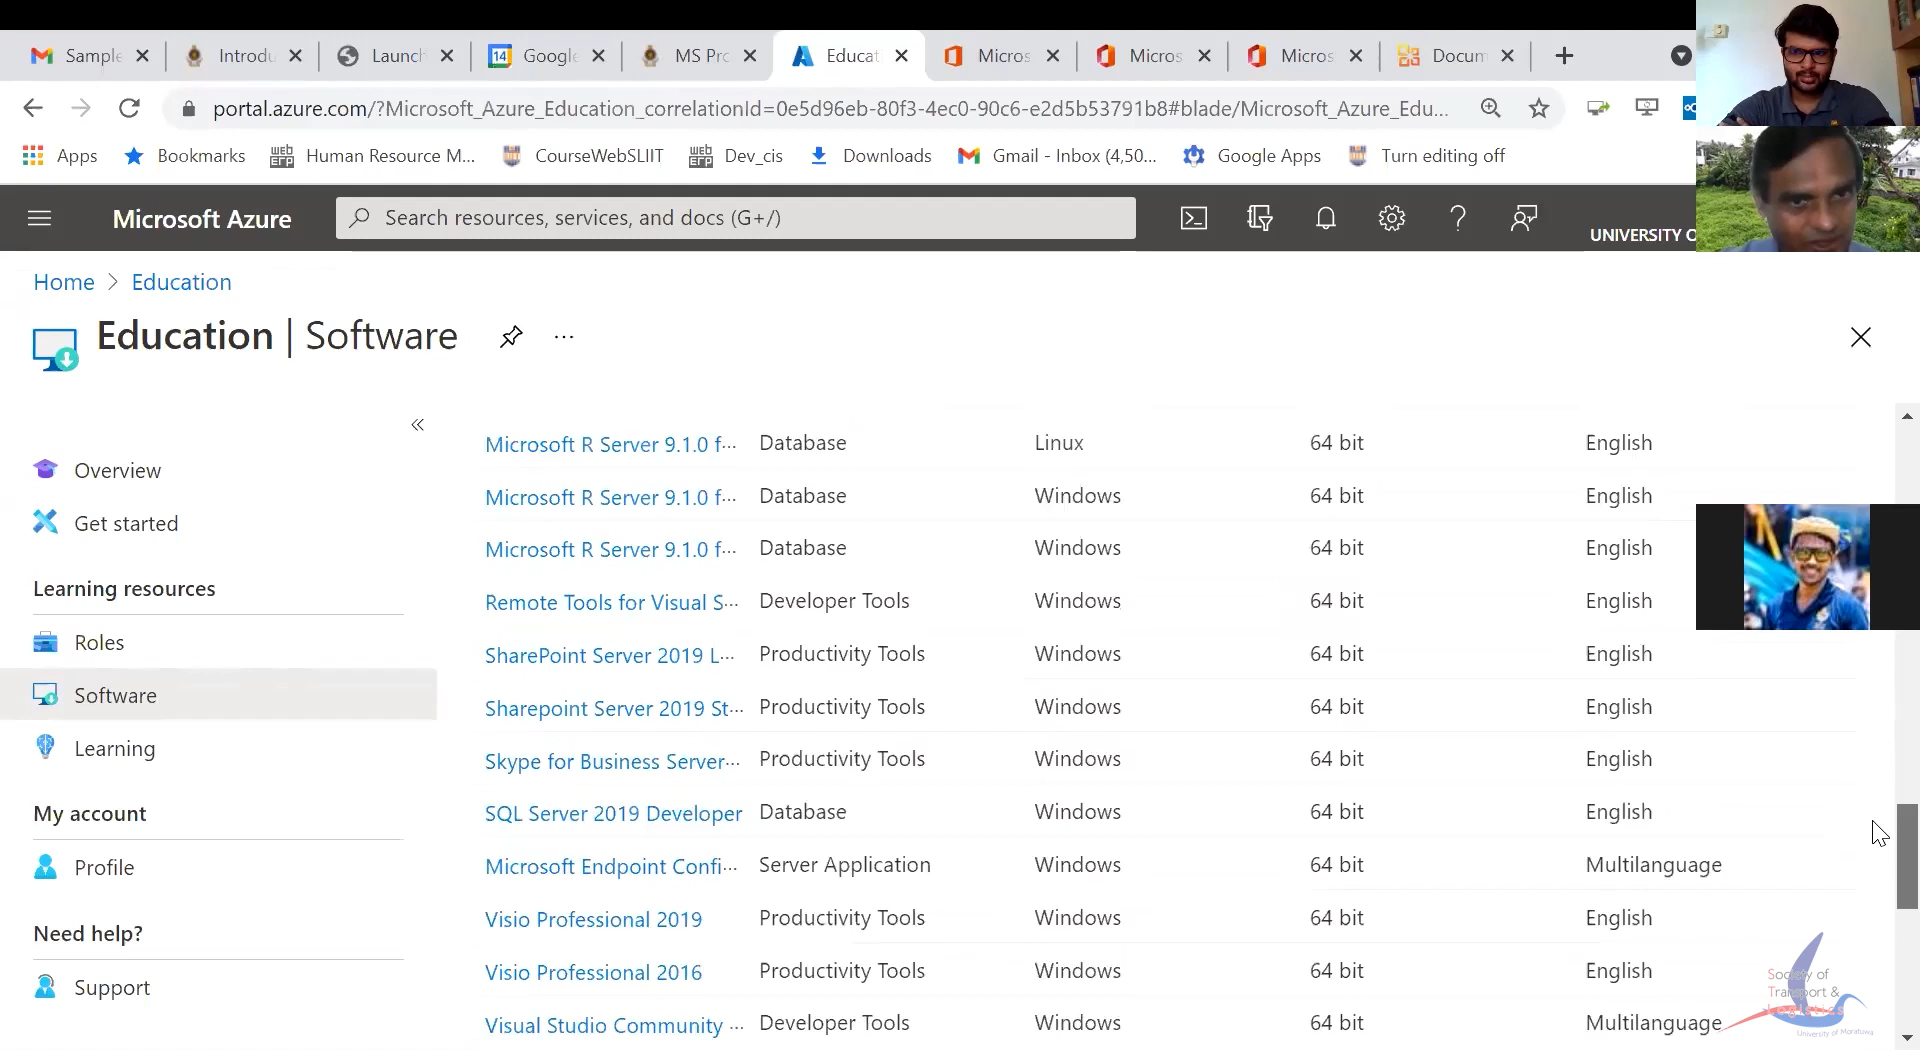 Sample
Introdu
Launch
14 Google
MS Pro
Educat
Micros
Micros
Micros
Docum
portal.azure.com/?Microsoft_Azure_Education_correlationId=0e5d96eb-80f3-4ec0-90c6-e2d5b53791b8#blade/Microsoft_Azure_Edu...
Apps Bookmarks Human Resource M... CourseWebSLIIT Dev_cis Downloads Gmail - Inbox (4,50... Google Apps Turn editing off
Microsoft Azure Search resources, services, and docs (G+/)
UNIVERSITY O
Home > Education
Education | Software ...
«
Overview
Get started
Learning resources
Roles
Software
Learning
My account
Profile
Need help?
Support
Microsoft R Server 9.1.0 f... Database Linux 64 bit English
Microsoft R Server 9.1.0 f... Database Windows 64 bit English
Microsoft R Server 9.1.0 f... Database Windows 64 bit English
Remote Tools for Visual S... Developer Tools Windows 64 bit English
SharePoint Server 2019 L... Productivity Tools Windows 64 bit English
Sharepoint Server 2019 St... Productivity Tools Windows 64 bit English
Skype for Business Server... Productivity Tools Windows 64 bit English
SQL Server 2019 Developer Database Windows 64 bit English
Microsoft Endpoint Confi... Server Application Windows 64 bit Multilanguage
Visio Professional 2019 Productivity Tools Windows 64 bit English
Visio Professional 2016 Productivity Tools Windows 64 bit English
Visual Studio Community ... Developer Tools Windows 64 bit Multilanguage
Society of
Transport &
Logistics
University of Moratuwa